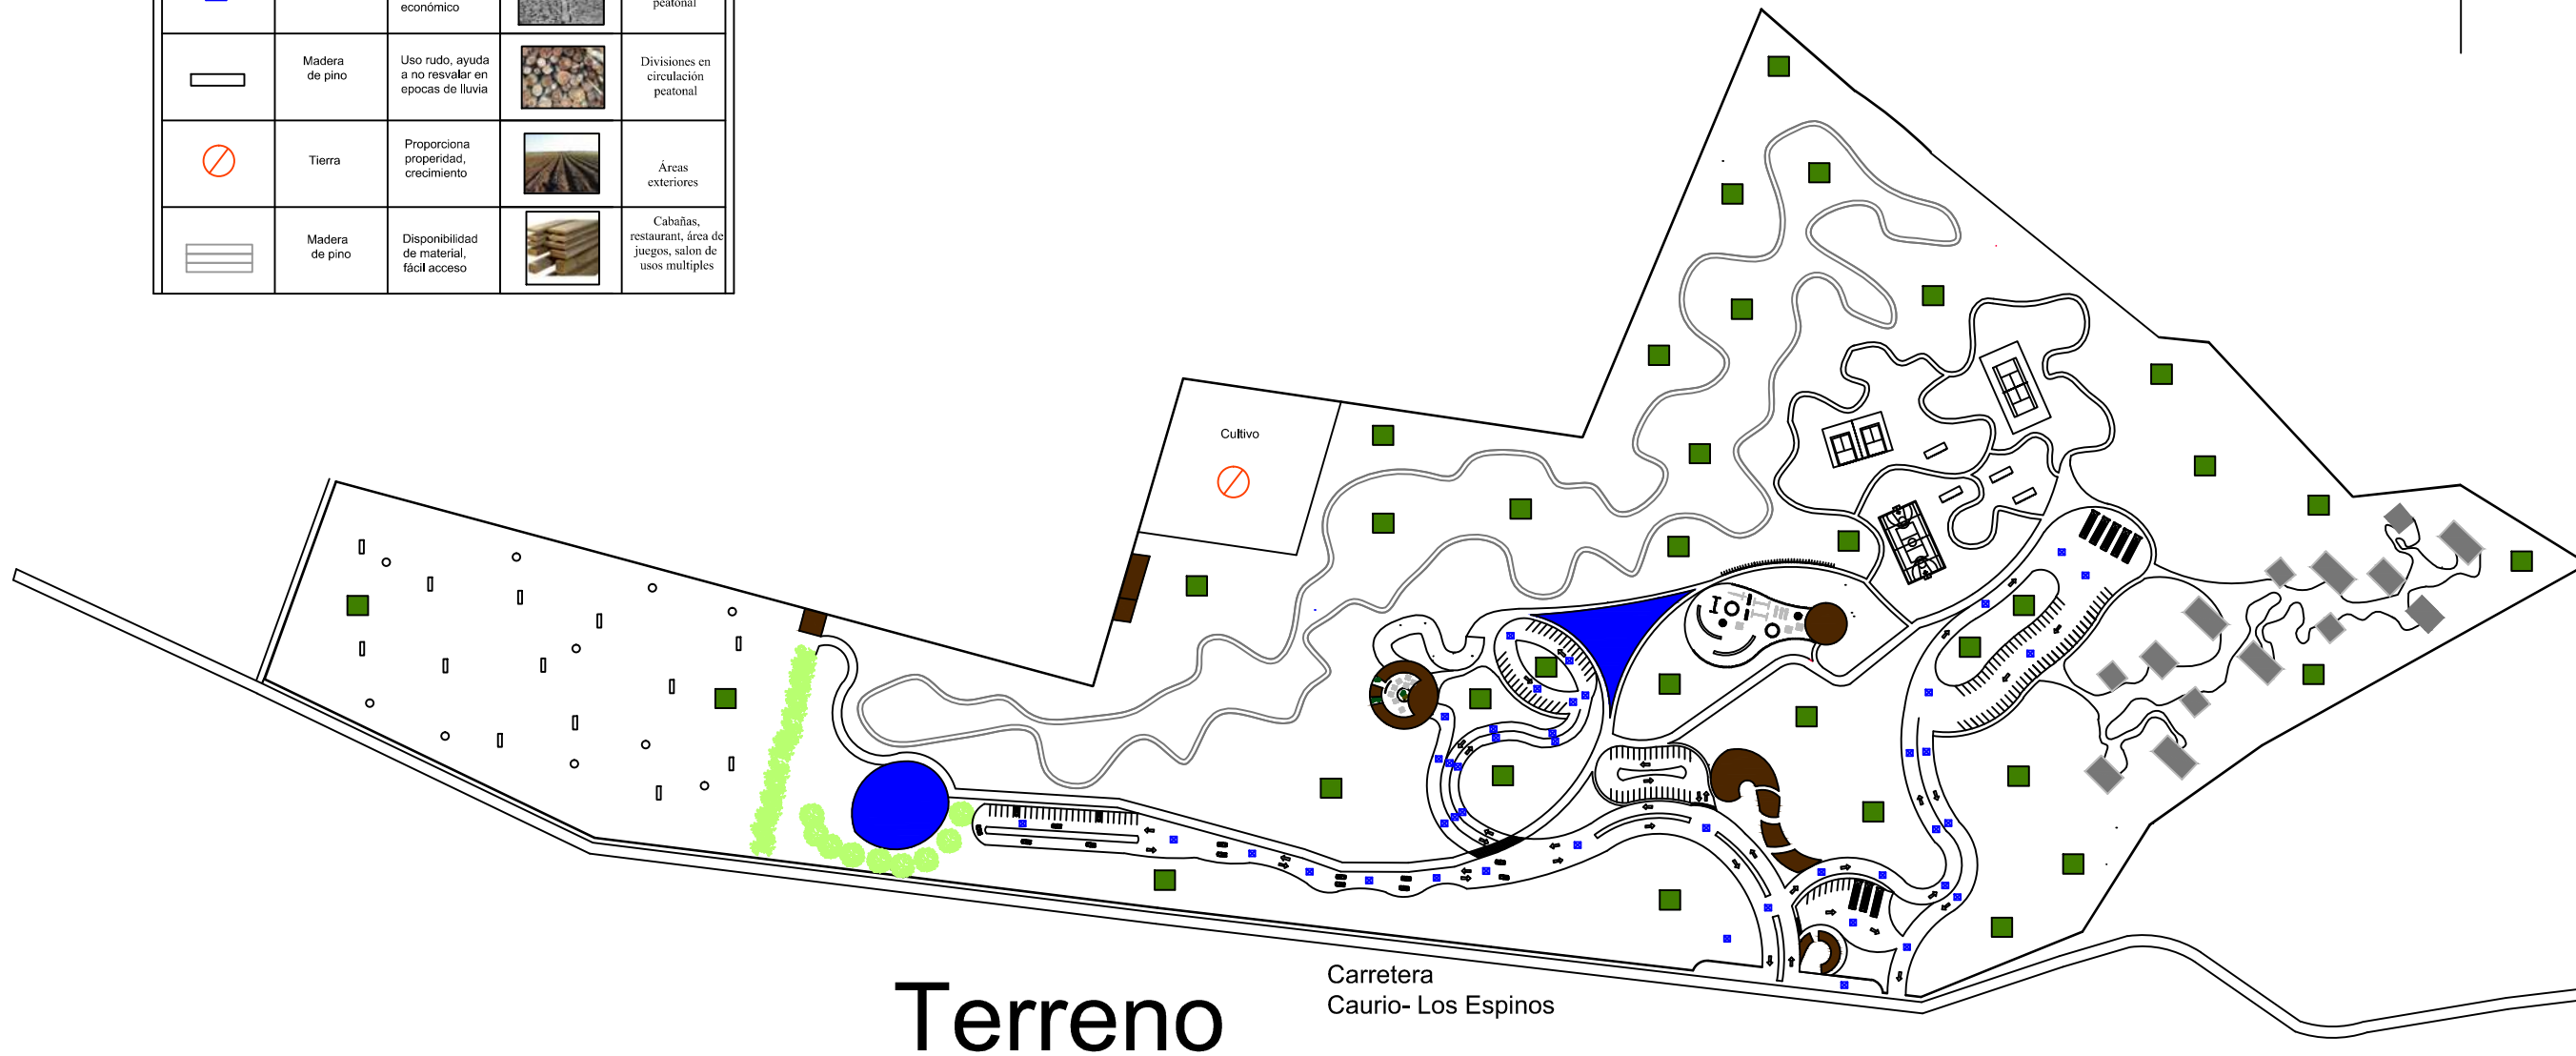 económico
peatonal
Madera
de pino
Uso rudo, ayuda
a no resvalar en
epocas de lluvia
Divisiones en
circulación
peatonal
Tierra
Proporciona
properidad,
crecimiento
Áreas
exteriores
Madera
de pino
Disponibilidad
de material,
fácil acceso
Cabañas,
restaurant, área de
juegos, salon de
usos multiples
Cultivo
Carretera
Caurio- Los Espinos
Terreno